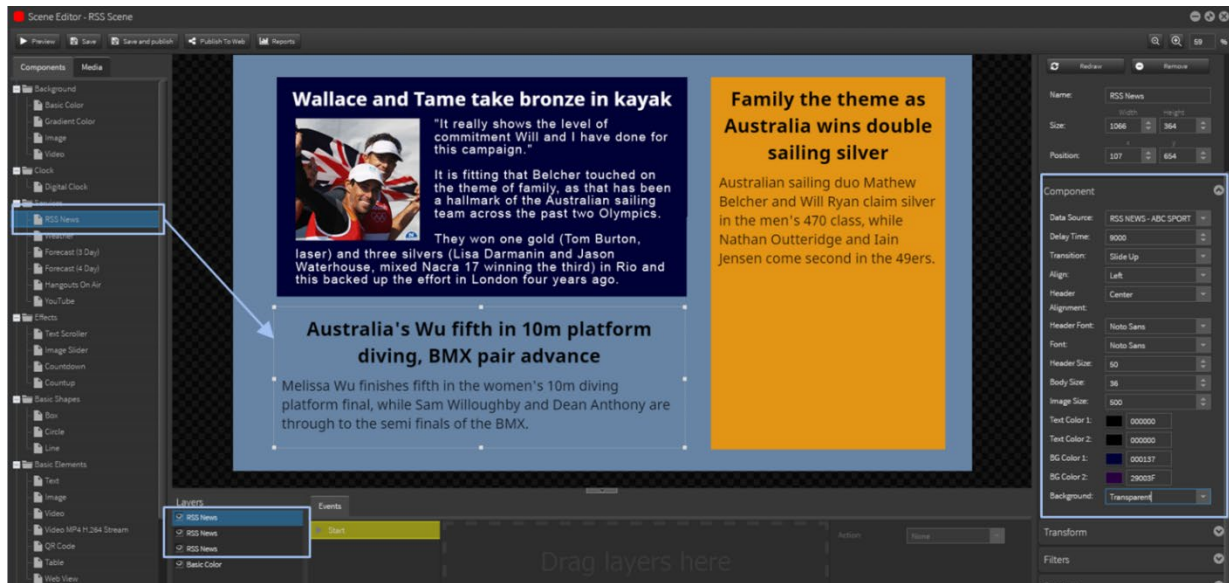 Scene Editor - RSS Scene
Preview Save Save and publish Publish To Web Reports 59 %
Components Media
Background
Basic Color
Gradient Color
Image
Video
Clock
Digital Clock
Services
RSS News
Weather
Forecast (3 Day)
Forecast (4 Day)
Hangouts On Air
YouTube
Effects
Text Scroller
Image Slider
Countdown
Countup
Basic Shapes
Box
Circle
Line
Basic Elements
Text
Image
Video
Video MP4 H.264 Stream
QR Code
Table
Web View
Wallace and Tame take bronze in kayak
"It really shows the level of
commitment Will and I have done for
this campaign."
It is fitting that Belcher touched on
the theme of family, as that has been
a hallmark of the Australian sailing
team across the past two Olympics.
They won one gold (Tom Burton,
laser) and three silvers (Lisa Darmanin and Jason
Waterhouse, mixed Nacra 17 winning the third) in Rio and
this backed up the effort in London four years ago.
Family the theme as
Australia wins double
sailing silver
Australian sailing duo Mathew
Belcher and Will Ryan claim silver
in the men's 470 class, while
Nathan Outteridge and Iain
Jensen come second in the 49ers.
Australia's Wu fifth in 10m platform
diving, BMX pair advance
Melissa Wu finishes fifth in the women's 10m diving
platform final, while Sam Willoughby and Dean Anthony are
through to the semi finals of the BMX.
Layers
RSS News
RSS News
RSS News
Basic Color
Events
Start
Drag layers here
Action: None
Redraw Remove
Name: RSS News
Width Height
Size: 1066 364
x y
Position: 107 654
Component
Data Source: RSS NEWS - ABC SPORT
Delay Time: 9000
Transition: Slide Up
Align: Left
Header Alignment: Center
Header Font: Noto Sans
Font: Noto Sans
Header Size: 50
Body Size: 36
Image Size: 500
Text Color 1: 000000
Text Color 2: 000000
BG Color 1: 000137
BG Color 2: 29003F
Background: Transparent
Transform
Filters